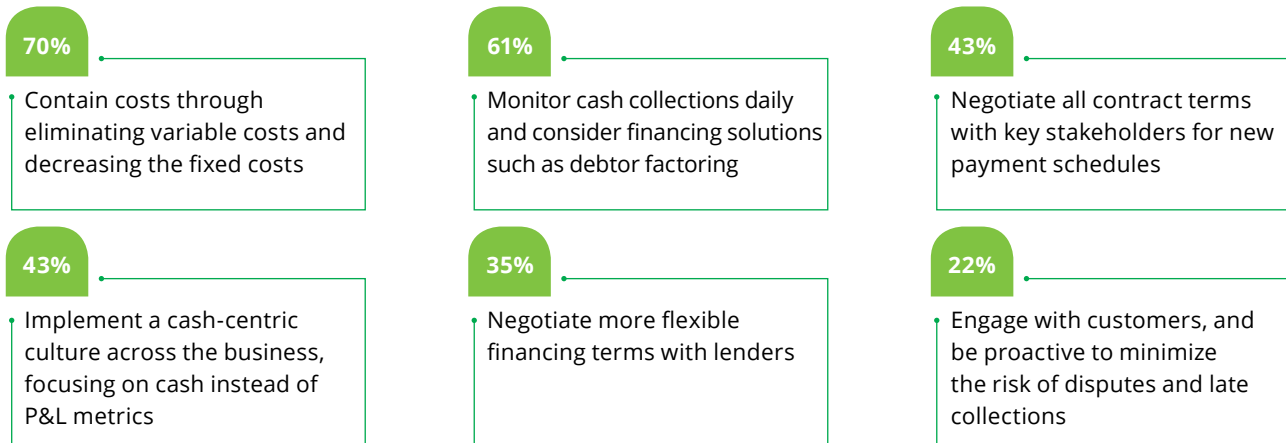 70%
Contain costs through
eliminating variable costs and
decreasing the fixed costs
61%
Monitor cash collections daily
and consider financing solutions
such as debtor factoring
43%
Negotiate all contract terms
with key stakeholders for new
payment schedules
43%
Implement a cash-centric
culture across the business,
focusing on cash instead of
P&L metrics
35%
Negotiate more flexible
financing terms with lenders
22%
Engage with customers, and
be proactive to minimize
the risk of disputes and late
collections